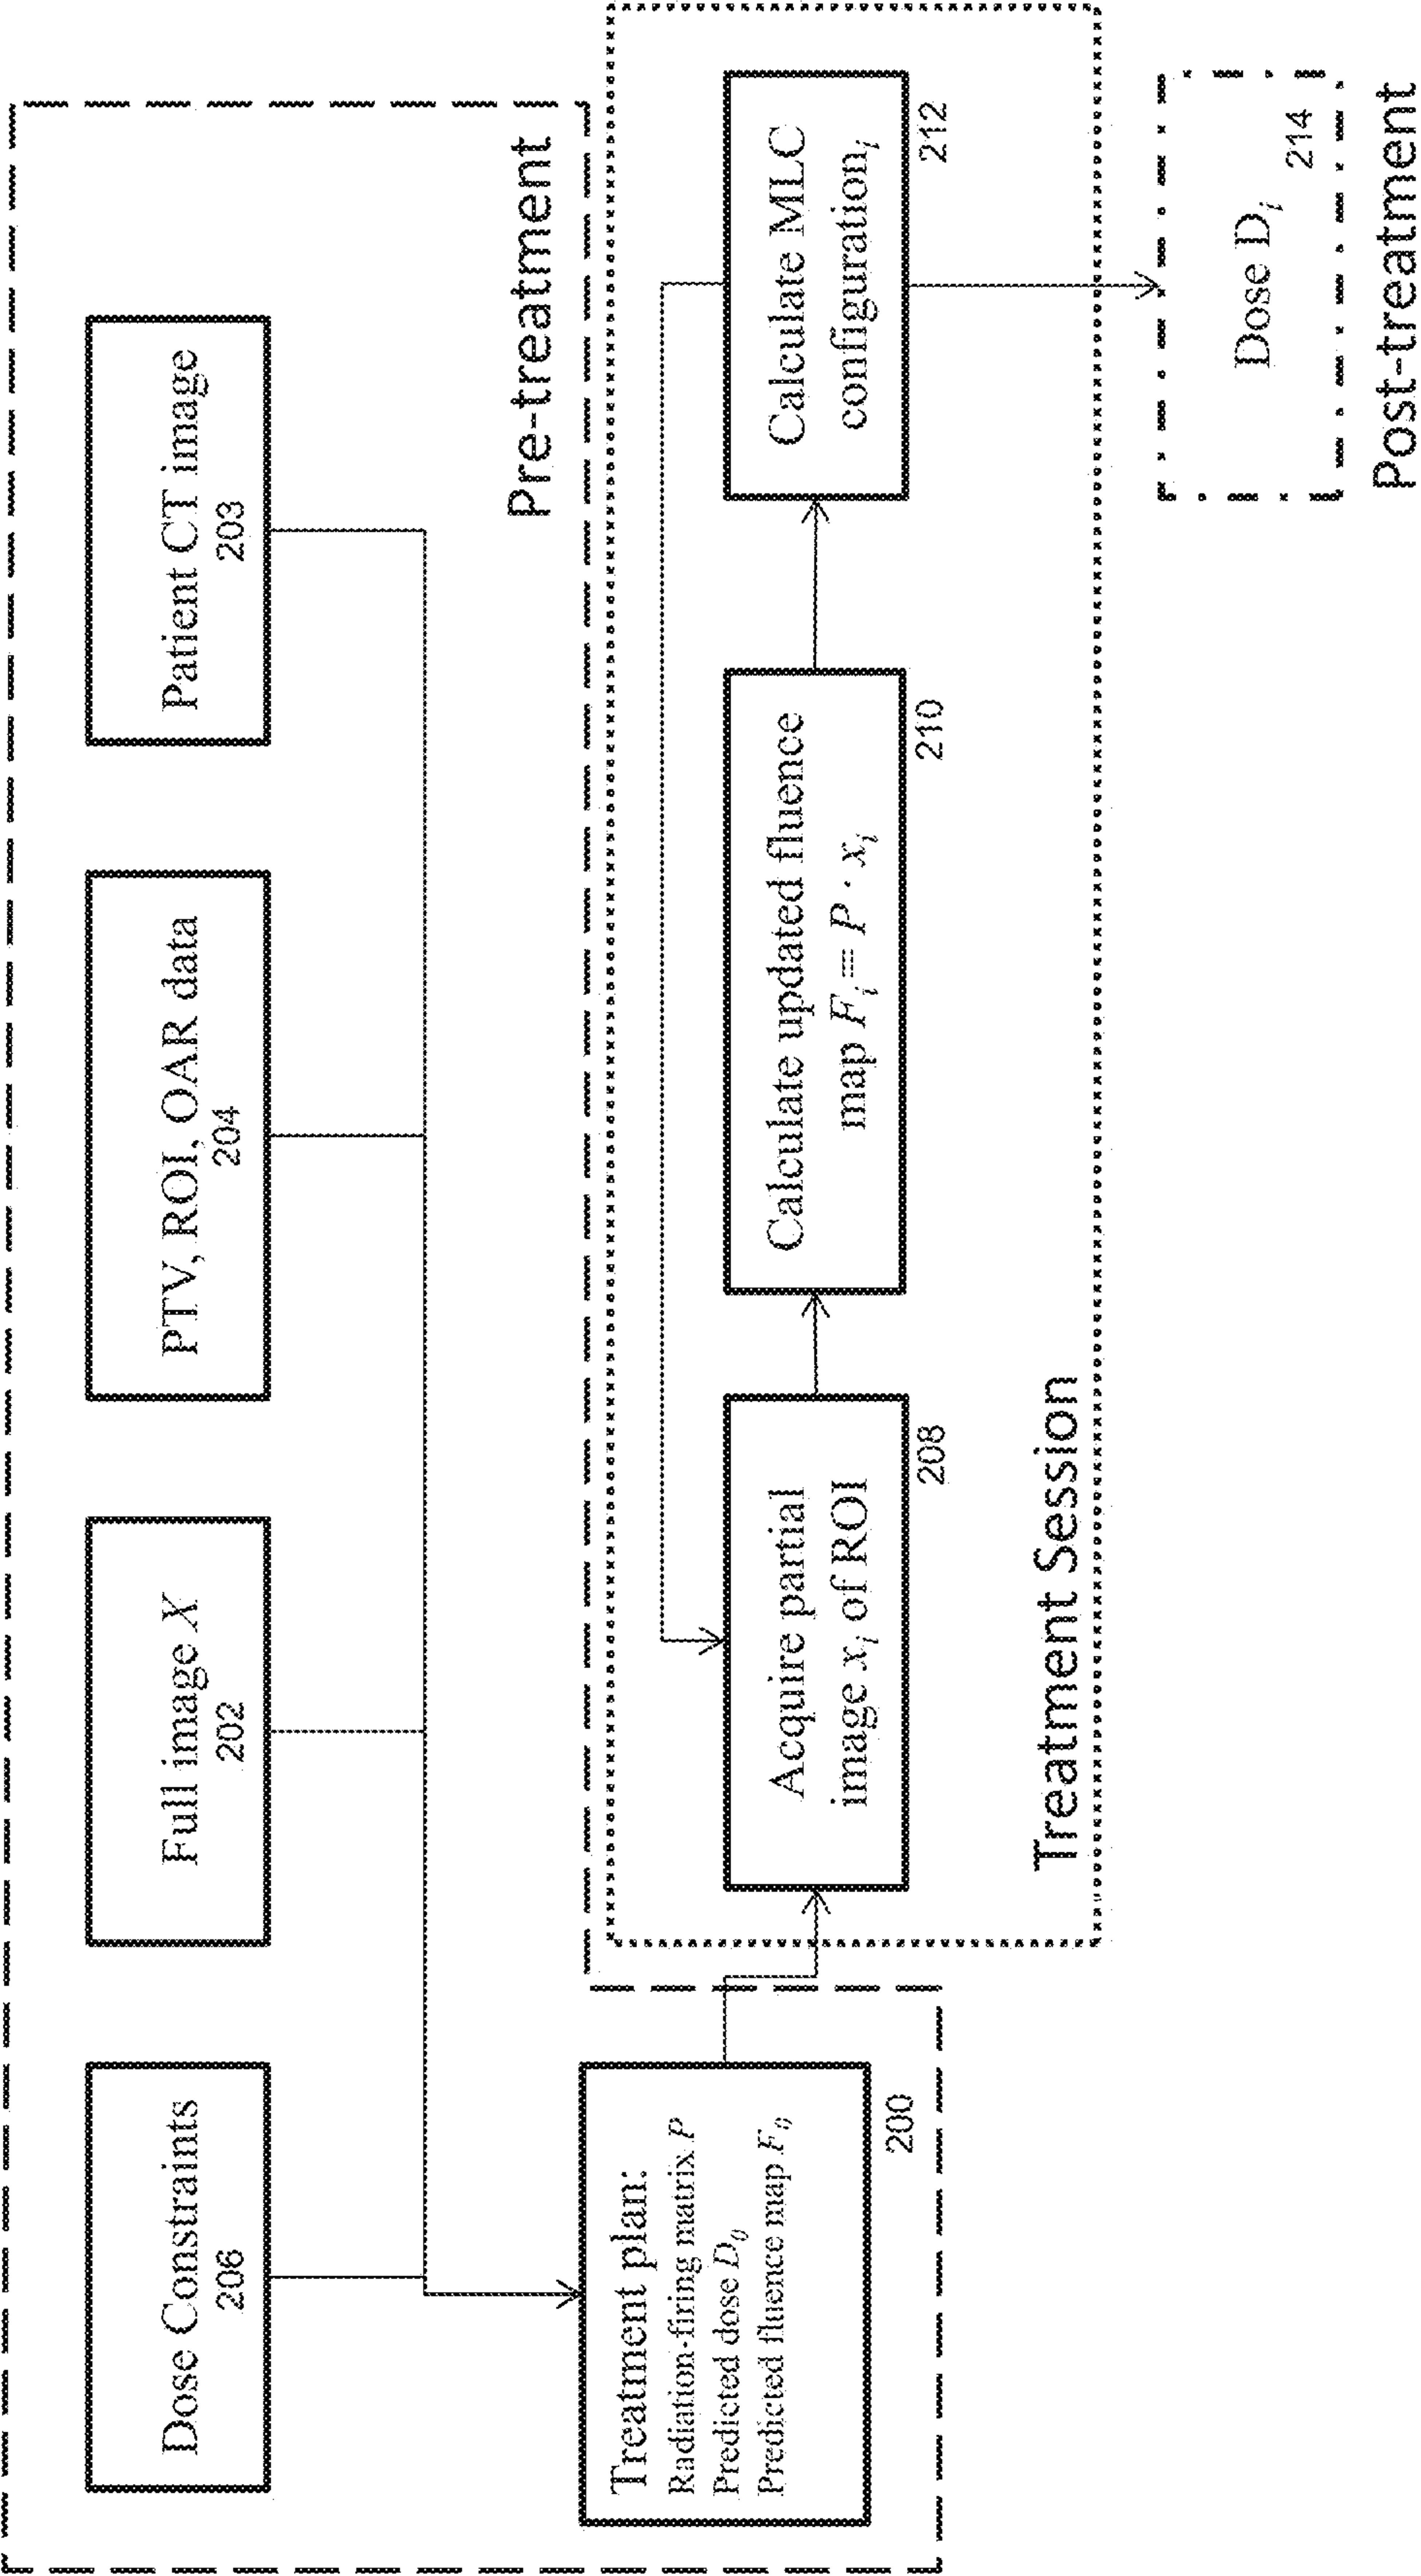 Dose Constraints
206
Full image X
202
PTV, ROI, OAR data
204
Patient CT image
203
Pre-treatment
Treatment plan:
Radiation-firing matrix P
Predicted dose D₀
Predicted fluence map F₀
200
Acquire partial
image xᵢ of ROI
208
Calculate updated fluence
map Fᵢ = P · xᵢ
210
Calculate MLC
configurationᵢ
212
Treatment Session
Dose Dᵢ
214
Post-treatment